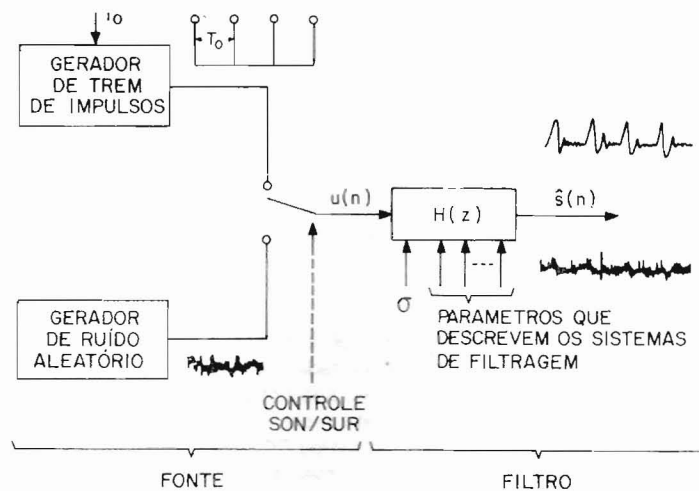 T₀
GERADOR
DE TREM
DE IMPULSOS
u(n)
H(z)
ŝ(n)
σ
GERADOR
DE RUÍDO
ALEATÓRIO
PARAMETROS QUE
DESCREVEM OS SISTEMAS
DE FILTRAGEM
CONTROLE
SON/SUR
FONTE
FILTRO